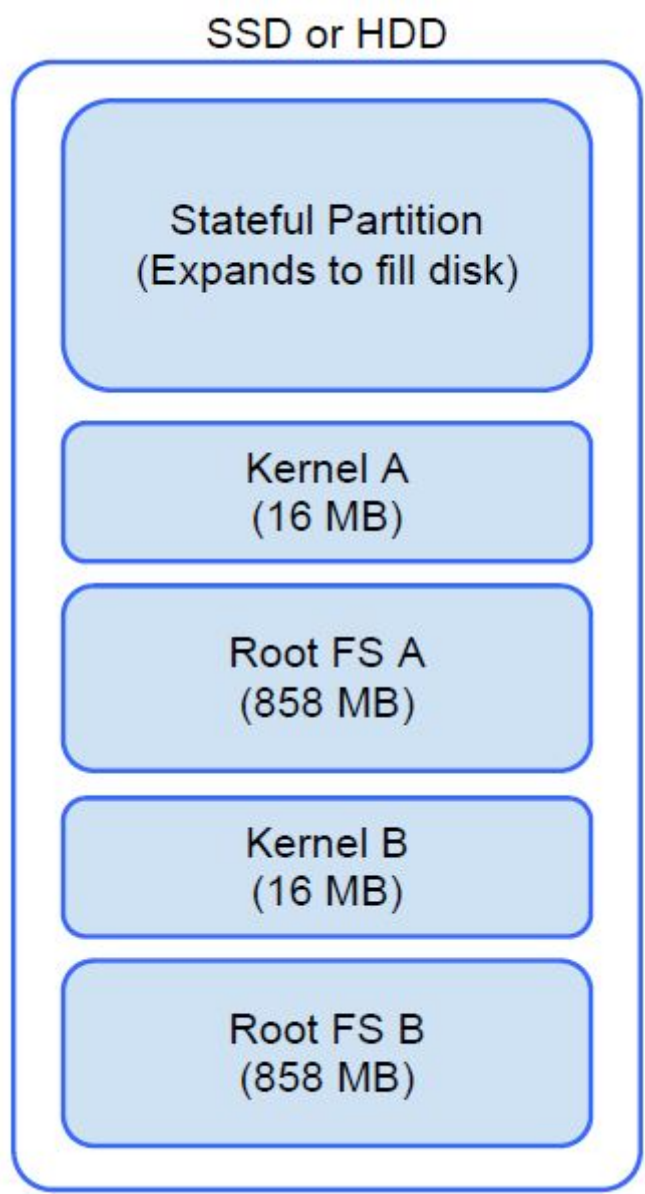 SSD or HDD
Stateful Partition
(Expands to fill disk)
Kernel A
(16 MB)
Root FS A
(858 MB)
Kernel B
(16 MB)
Root FS B
(858 MB)